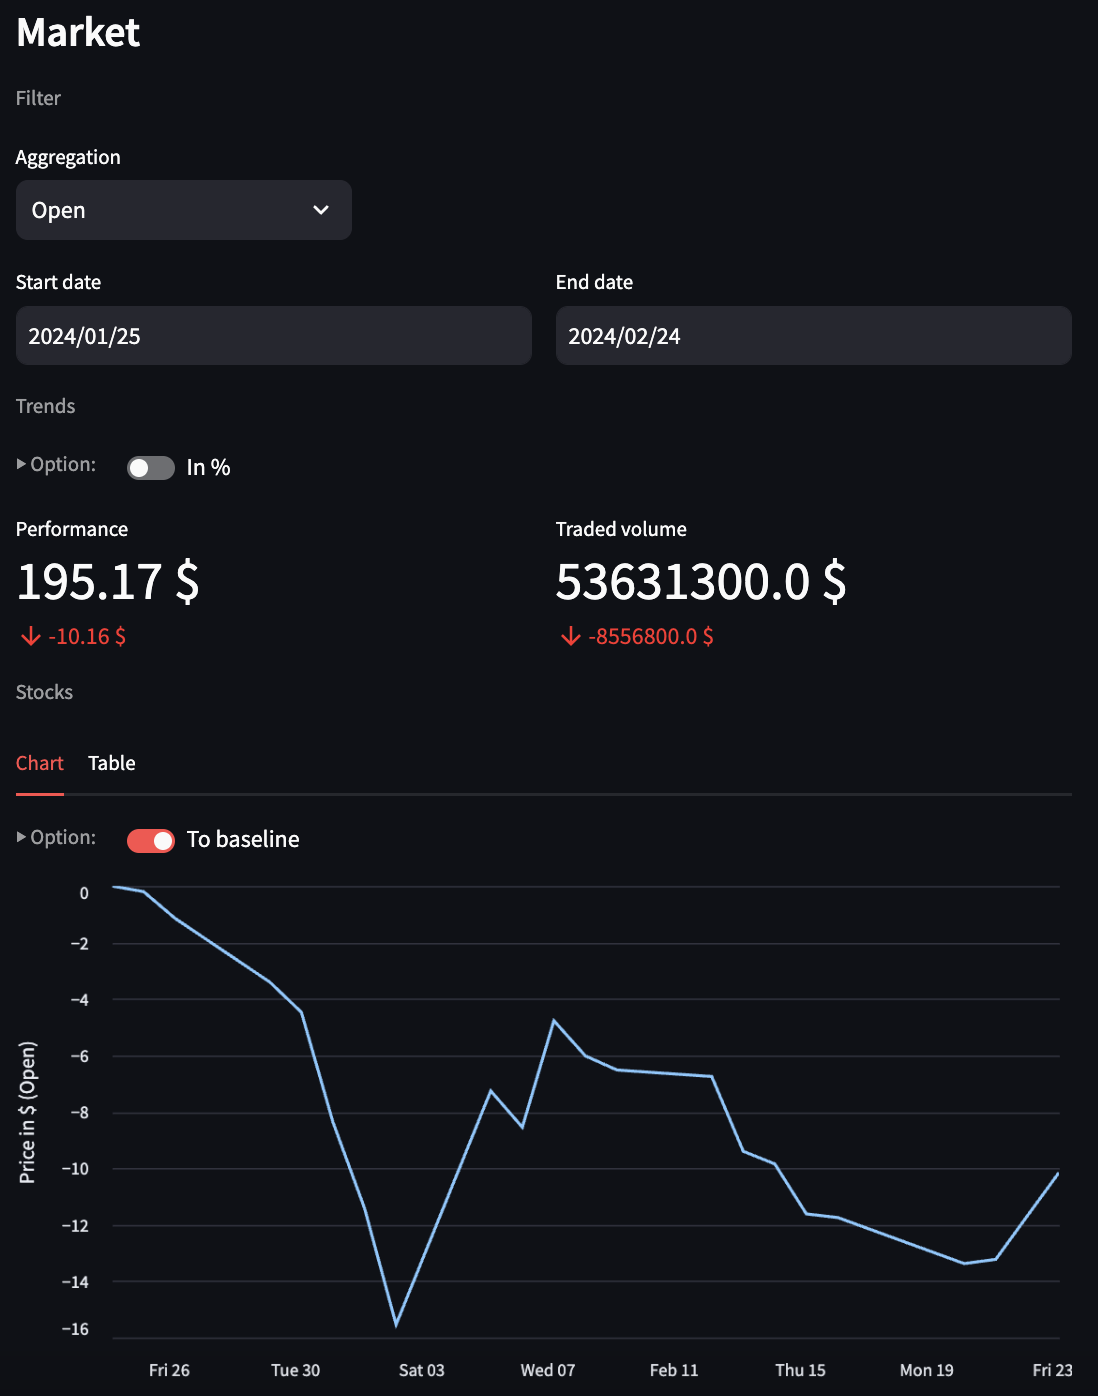 Market
Filter
Aggregation
Open
Start date
End date
2024/01/25
2024/02/24
Trends
Option:
In %
Performance
Traded volume
195.17 $
53631300.0 $
-10.16 $
-8556800.0 $
Stocks
Chart
Table
Option:
To baseline
0
−2
−4
−6
−8
−10
−12
−14
−16
Price in $ (Open)
Fri 26
Tue 30
Sat 03
Wed 07
Feb 11
Thu 15
Mon 19
Fri 23